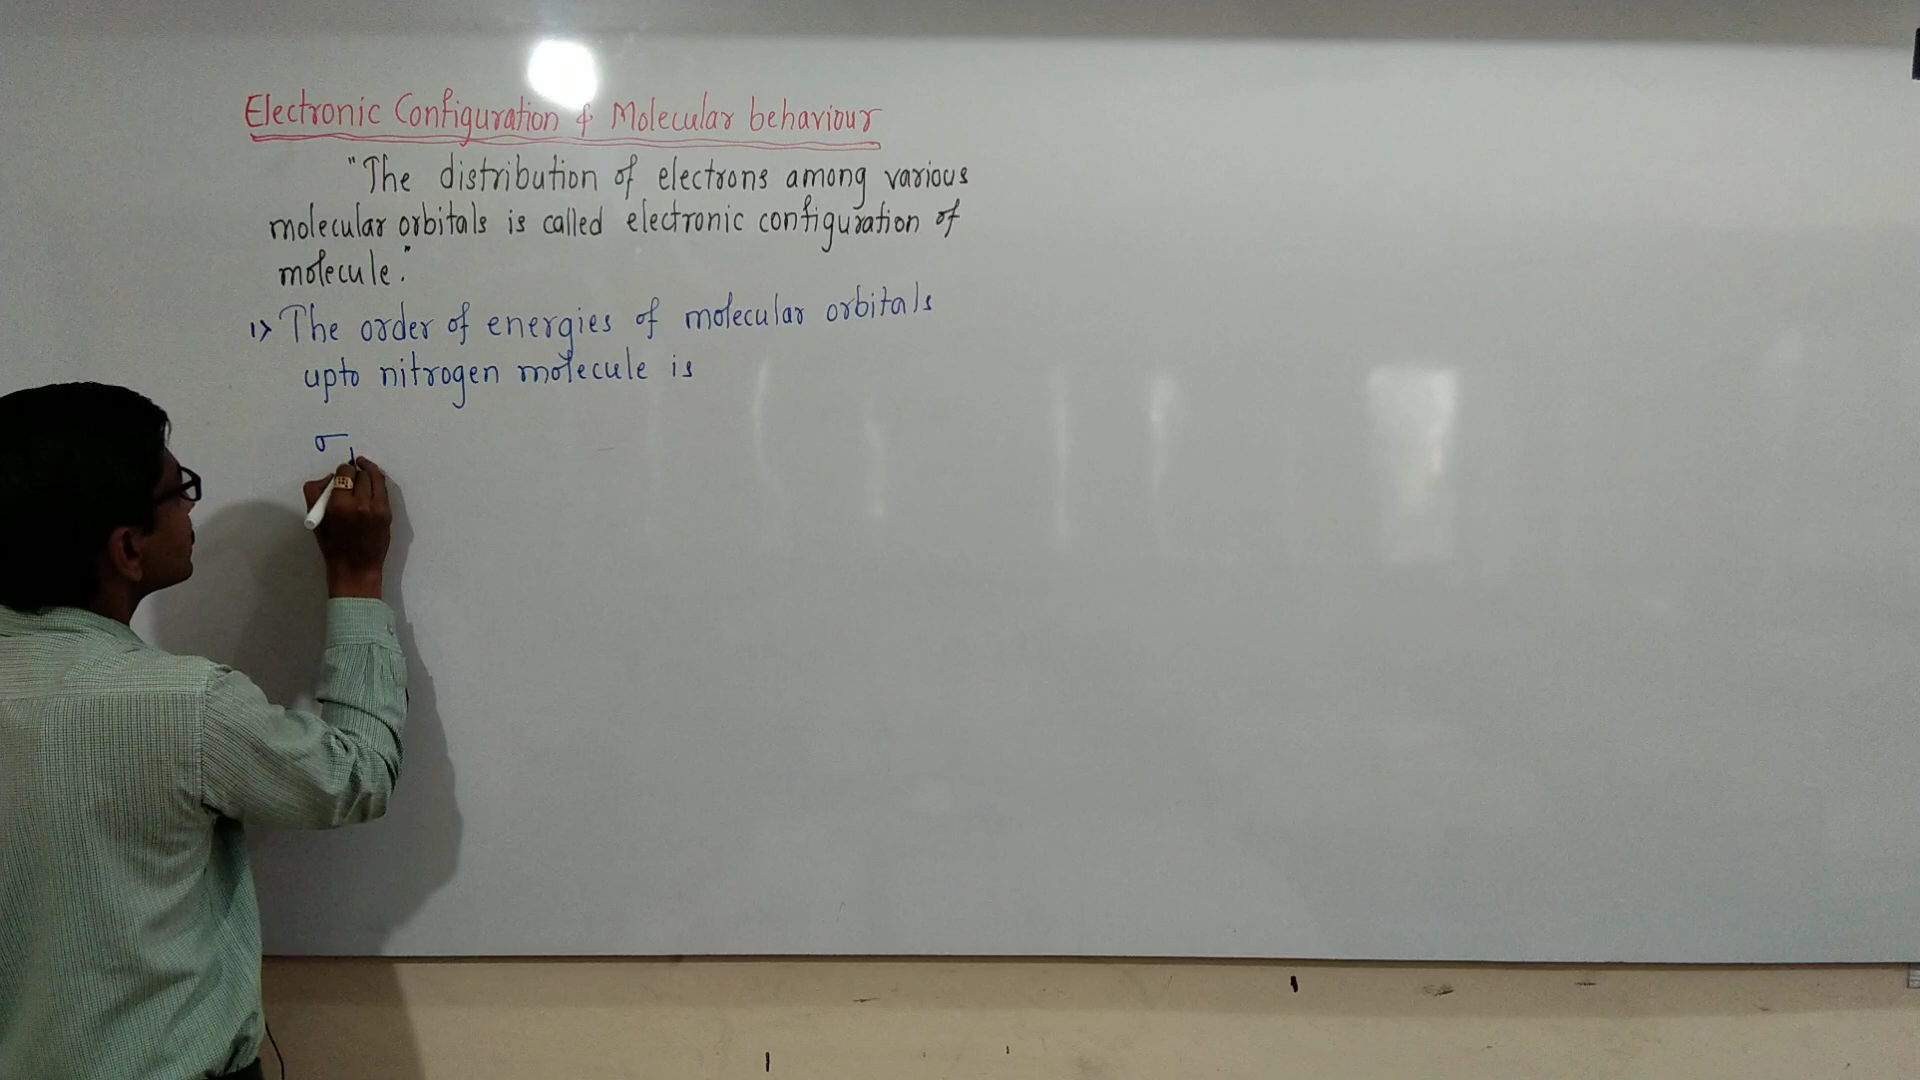 Electronic Configuration & Molecular behaviour
"The distribution of electrons among various
molecular orbitals is called electronic configuration of
molecule."
1> The order of energies of molecular orbitals
upto nitrogen molecule is
σ